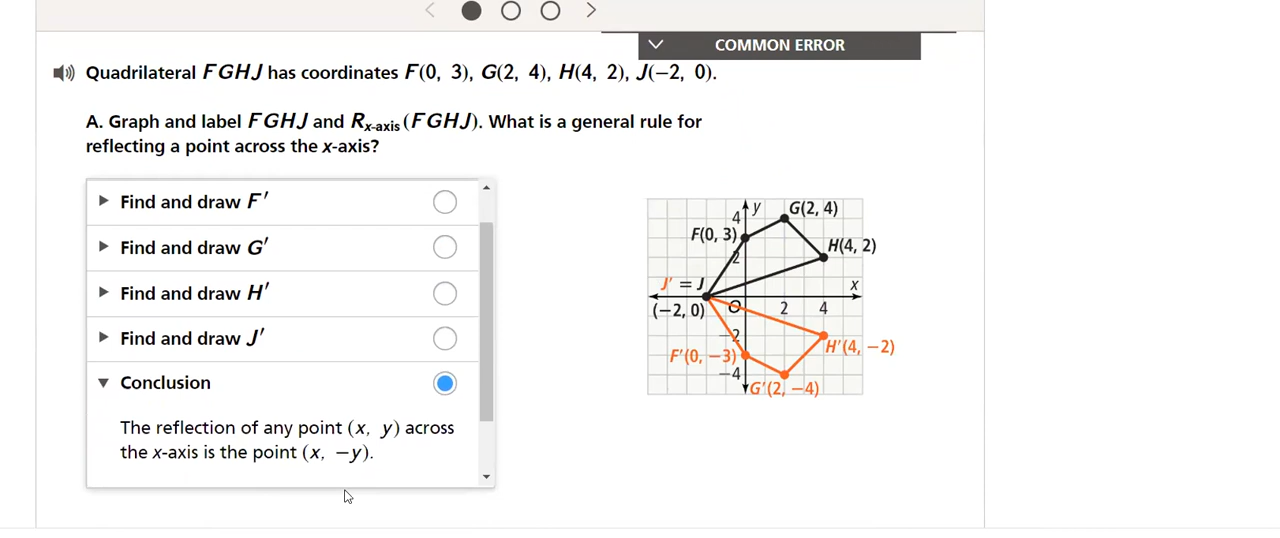 COMMON ERROR
Quadrilateral FGHJ has coordinates F(0, 3), G(2, 4), H(4, 2), J(−2, 0).
A. Graph and label FGHJ and Rx-axis (FGHJ). What is a general rule for
reflecting a point across the x-axis?
Find and draw F′
Find and draw G′
Find and draw H′
Find and draw J′
Conclusion
The reflection of any point (x, y) across
the x-axis is the point (x, −y).
y
G(2, 4)
4
F(0, 3)
H(4, 2)
2
J′ = J
x
(−2, 0)
O
2
4
−2
H′(4, −2)
F′(0, −3)
−4
G′(2, −4)